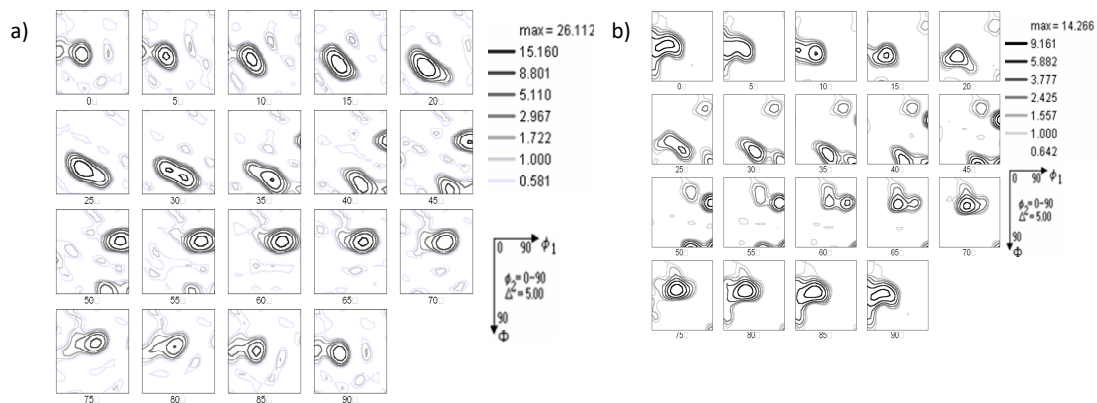 a)
0□ 5□ 10□ 15□ 20□
25□ 30□ 35□ 40□ 45□
50□ 55□ 60□ 65□ 70□
75□ 80□ 85□ 90□
max = 26.112
15.160
8.801
5.110
2.967
1.722
1.000
0.581
0 90 ϕ1
ϕ2 = 0-90
Δ = 5.00
90
Φ
b)
0□ 5□ 10□ 15□ 20□
25□ 30□ 35□ 40□ 45□
50□ 55□ 60□ 65□ 70□
75□ 80□ 85□ 90□
max = 14.266
9.161
5.882
3.777
2.425
1.557
1.000
0.642
0 90 ϕ1
ϕ2 = 0-90
Δ = 5.00
90
Φ